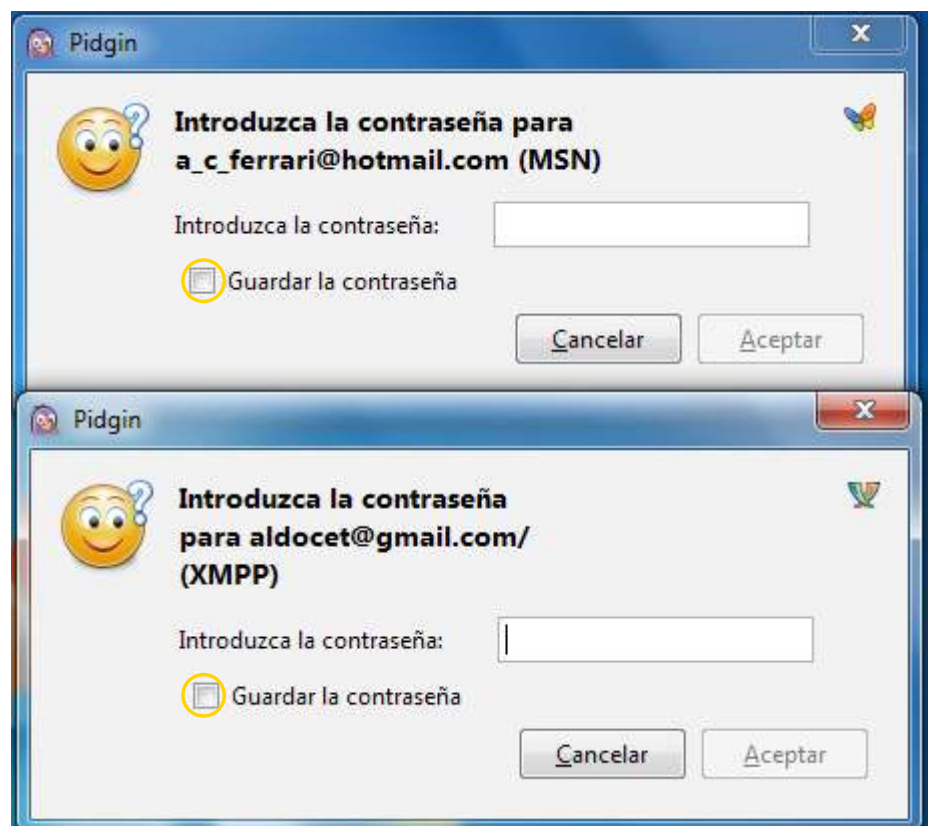 Pidgin
Introduzca la contraseña para
a_c_ferrari@hotmail.com (MSN)
Introduzca la contraseña:
Guardar la contraseña
Cancelar Aceptar
Pidgin
Introduzca la contraseña
para aldocet@gmail.com/
(XMPP)
Introduzca la contraseña:
Guardar la contraseña
Cancelar Aceptar